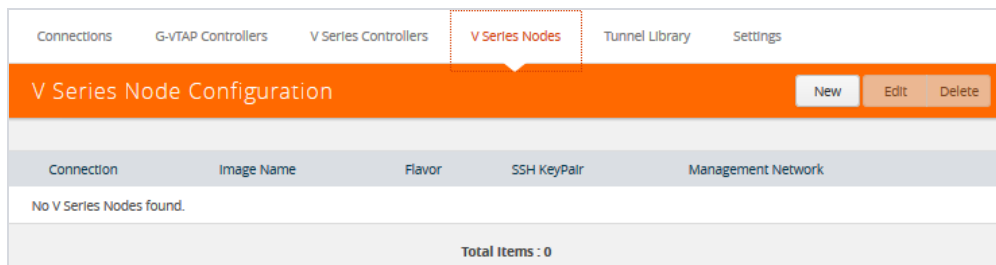 Connections G-vTAP Controllers V Series Controllers V Series Nodes Tunnel Library Settings
V Series Node Configuration New Edit Delete
Connection Image Name Flavor SSH KeyPair Management Network
No V Series Nodes found.
Total Items : 0